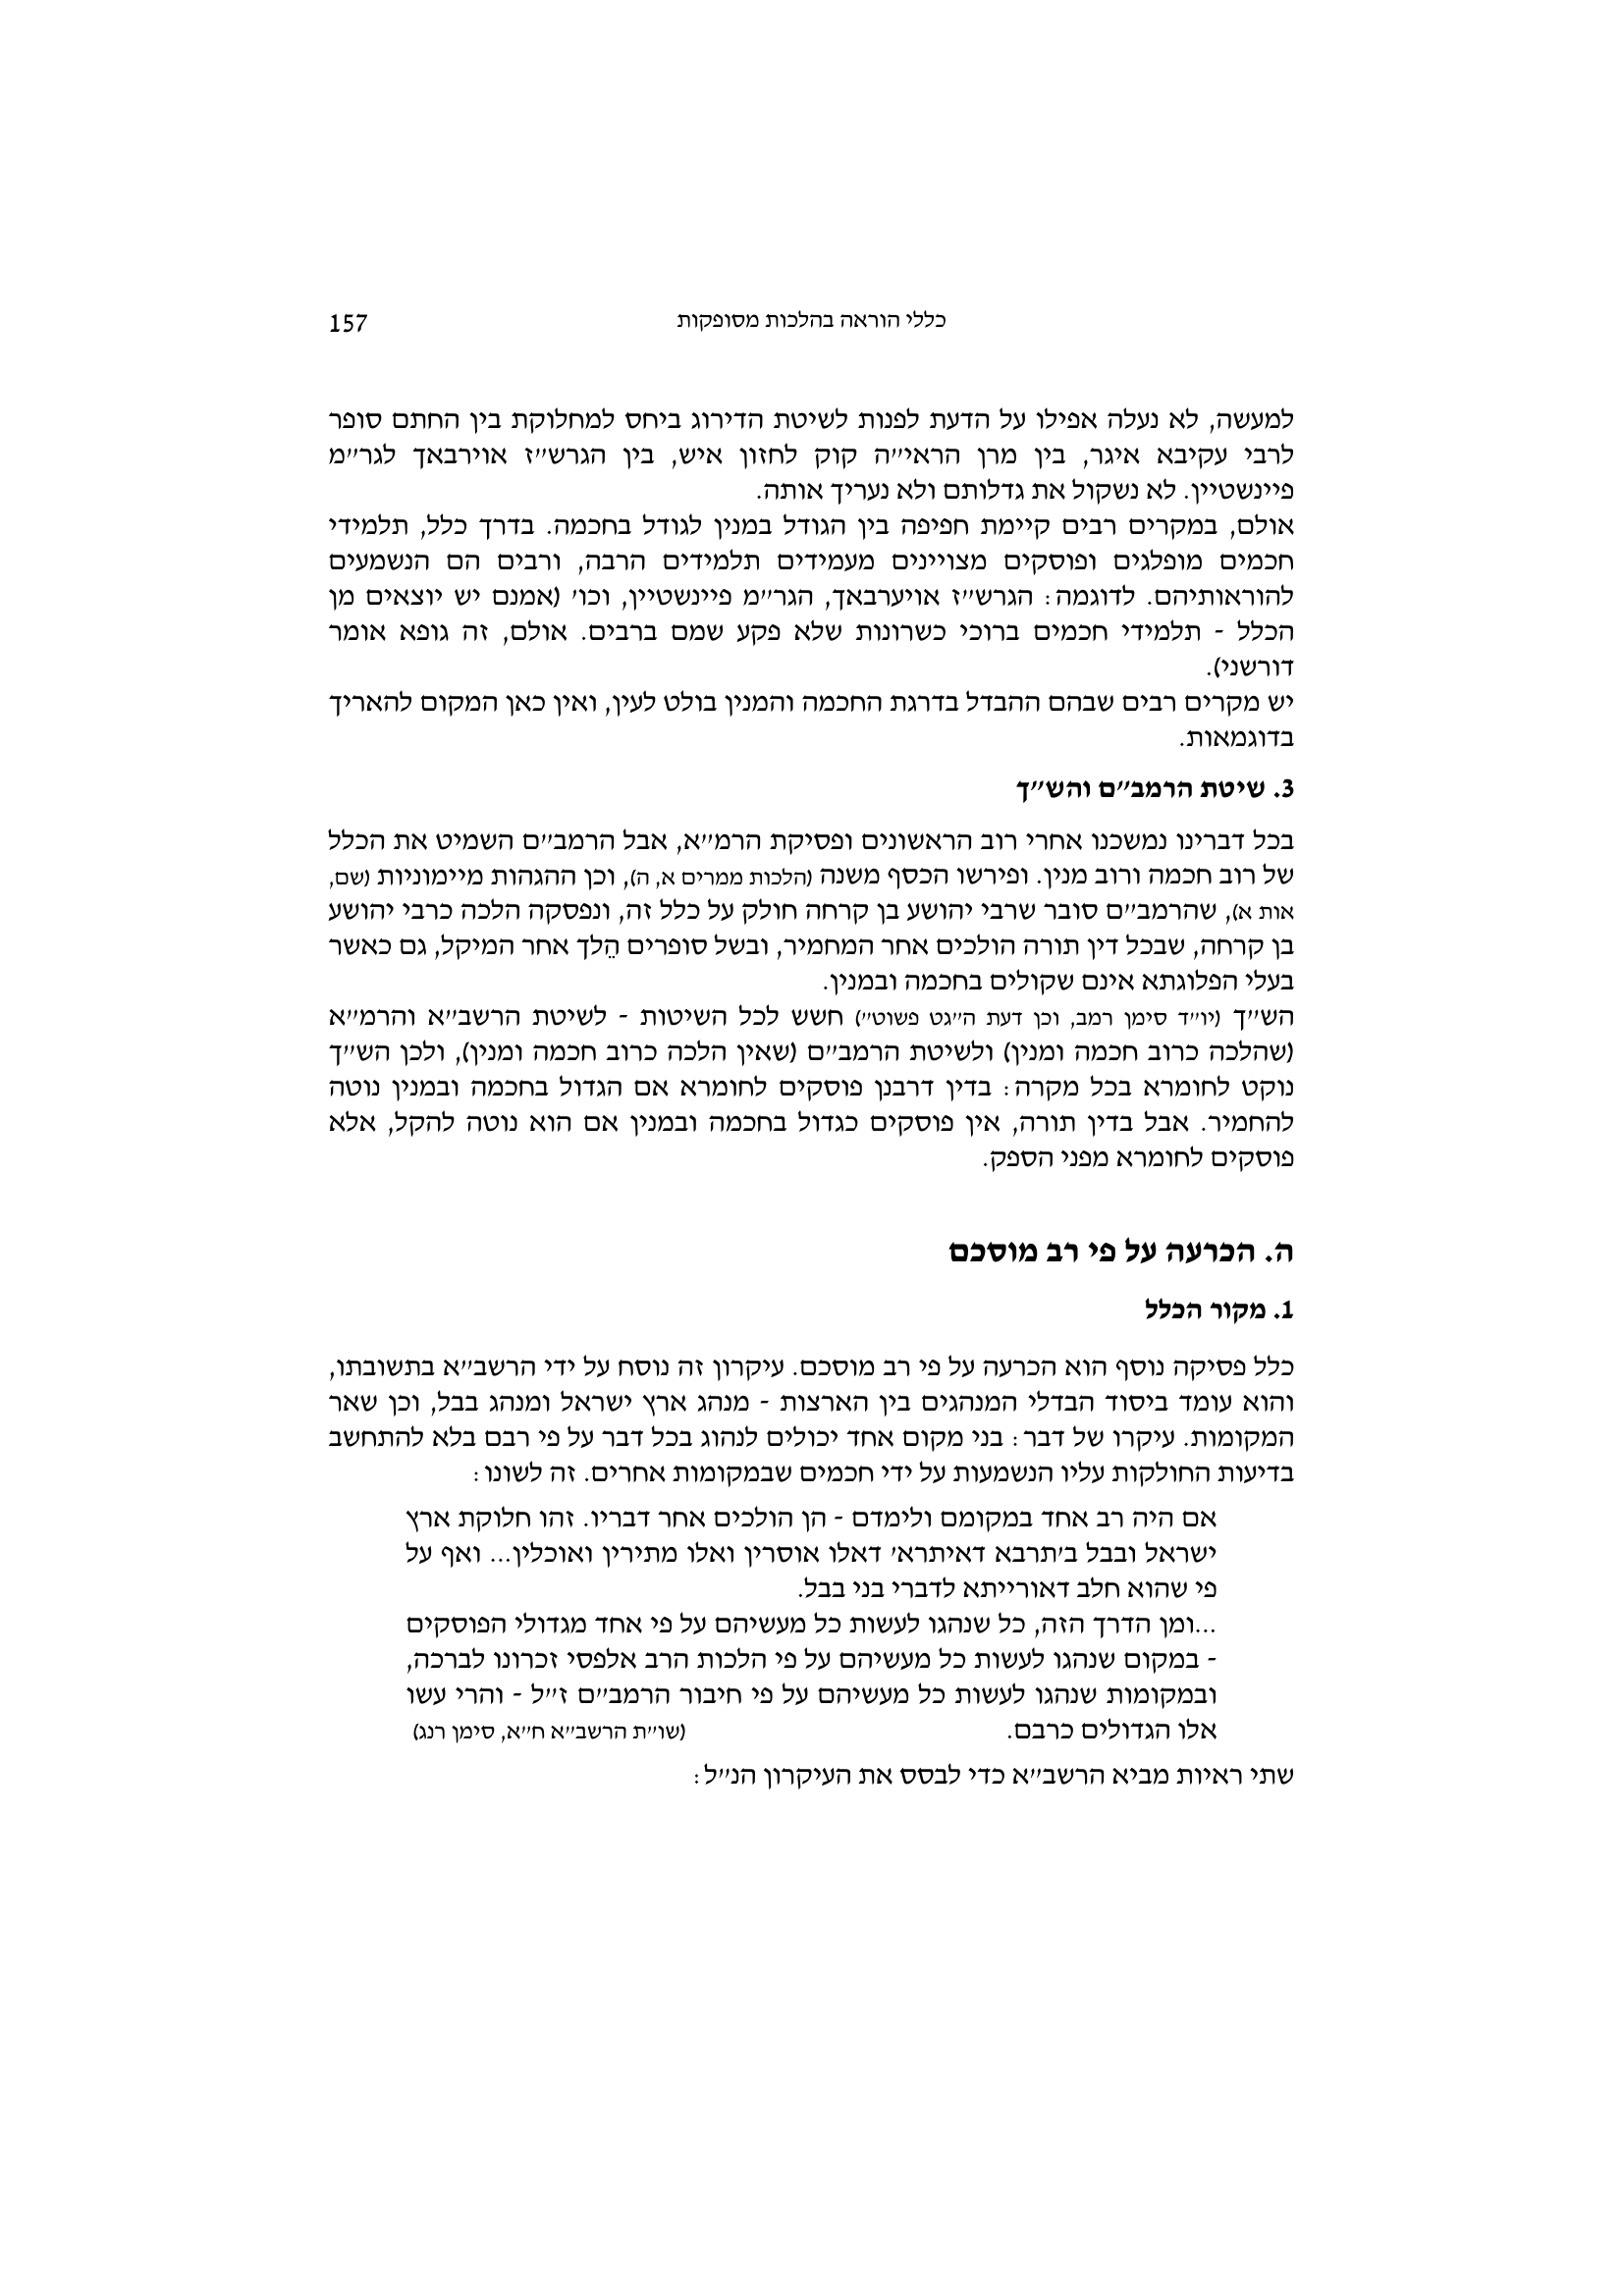 כללי הוראה בהלכות מסופקות 157
למעשה, לא נעלה אפילו על הדעת לפנות לשיטת הדירוג ביחס למחלוקת בין החתם סופר
לרבי עקיבא איגר, בין מרן הראי״ה קוק לחזון איש, בין הגרש״ז אוירבאך לגר״מ
פיינשטיין. לא נשקול את גדלותם ולא נעריך אותה.
אולם, במקרים רבים קיימת חפיפה בין הגודל במנין לגודל בחכמה. בדרך כלל, תלמידי
חכמים מופלגים ופוסקים מצויינים מעמידים תלמידים הרבה, ורבים הם הנשמעים
להוראותיהם. לדוגמה: הגרש״ז אויערבאך, הגר״מ פיינשטיין, וכו׳ (אמנם יש יוצאים מן
הכלל - תלמידי חכמים ברוכי כשרונות שלא פקע שמם ברבים. אולם, זה גופא אומר
דורשני).
יש מקרים רבים שבהם ההבדל בדרגת החכמה והמנין בולט לעין, ואין כאן המקום להאריך
בדוגמאות.
3. שיטת הרמב״ם והש״ך
בכל דברינו נמשכנו אחרי רוב הראשונים ופסיקת הרמ״א, אבל הרמב״ם השמיט את הכלל
של רוב חכמה ורוב מנין. ופירשו הכסף משנה (הלכות ממרים א, ה), וכן ההגהות מיימוניות (שם,
אות א), שהרמב״ם סובר שרבי יהושע בן קרחה חולק על כלל זה, ונפסקה הלכה כרבי יהושע
בן קרחה, שבכל דין תורה הולכים אחר המחמיר, ובשל סופרים הֵלך אחר המיקל, גם כאשר
בעלי הפלוגתא אינם שקולים בחכמה ובמנין.
הש״ך (יו״ד סימן רמב, וכן דעת ה״גט פשוט״) חשש לכל השיטות - לשיטת הרשב״א והרמ״א
(שהלכה כרוב חכמה ומנין) ולשיטת הרמב״ם (שאין הלכה כרוב חכמה ומנין), ולכן הש״ך
נוקט לחומרא בכל מקרה: בדין דרבנן פוסקים לחומרא אם הגדול בחכמה ובמנין נוטה
להחמיר. אבל בדין תורה, אין פוסקים כגדול בחכמה ובמנין אם הוא נוטה להקל, אלא
פוסקים לחומרא מפני הספק.
ה. הכרעה על פי רב מוסכם
1. מקור הכלל
כלל פסיקה נוסף הוא הכרעה על פי רב מוסכם. עיקרון זה נוסח על ידי הרשב״א בתשובתו,
והוא עומד ביסוד הבדלי המנהגים בין הארצות - מנהג ארץ ישראל ומנהג בבל, וכן שאר
המקומות. עיקרו של דבר: בני מקום אחד יכולים לנהוג בכל דבר על פי רבם בלא להתחשב
בדיעות החולקות עליו הנשמעות על ידי חכמים שבמקומות אחרים. זה לשונו:
אם היה רב אחד במקומם ולימדם - הן הולכים אחר דבריו. זהו חלוקת ארץ
ישראל ובבל ב׳תרבא דאיתרא׳ דאלו אוסרין ואלו מתירין ואוכלין... ואף על
פי שהוא חלב דאורייתא לדברי בני בבל.
...ומן הדרך הזה, כל שנהגו לעשות כל מעשיהם על פי אחד מגדולי הפוסקים
- במקום שנהגו לעשות כל מעשיהם על פי הלכות הרב אלפסי זכרונו לברכה,
ובמקומות שנהגו לעשות כל מעשיהם על פי חיבור הרמב״ם ז״ל - והרי עשו
אלו הגדולים כרבם. (שו״ת הרשב״א ח״א, סימן רנג)
שתי ראיות מביא הרשב״א כדי לבסס את העיקרון הנ״ל: